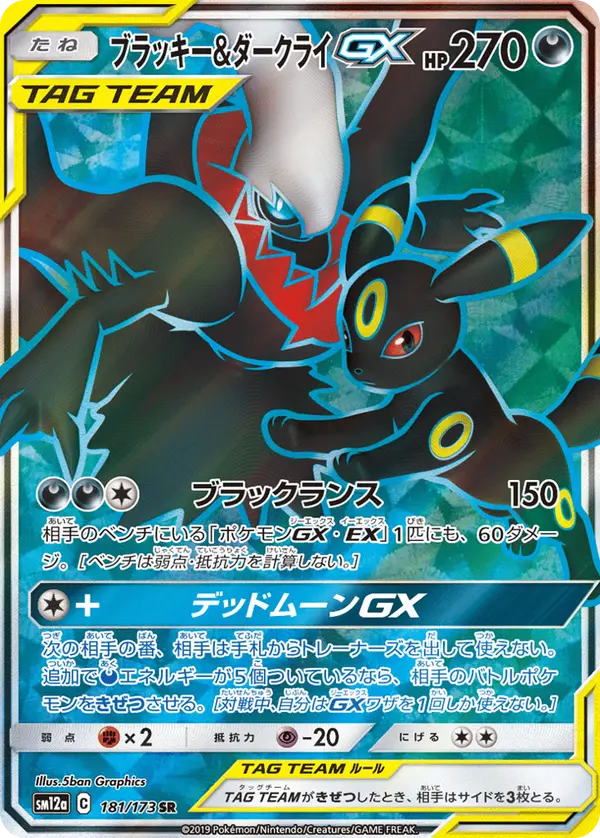 たね ブラッキー&ダークライGX HP270
TAG TEAM
ブラックランス 150
相手のベンチにいる「ポケモンGX・EX」1匹にも、60ダメー
ジ。[ベンチは弱点・抵抗力を計算しない。]
+ デッドムーンGX
次の相手の番、相手は手札からトレーナーズを出して使えない。
追加で エネルギーが5個ついているなら、相手のバトルポケ
モンをきぜつさせる。[対戦中、自分はGXワザを1回しか使えない。]
弱点 ×2 抵抗力 -20 にげる
TAG TEAM ルール
Illus.5ban Graphics
TAG TEAMがきぜつしたとき、相手はサイドを3枚とる。
sm12a C 181/173 SR
©2019 Pokémon/Nintendo/Creatures/GAME FREAK.